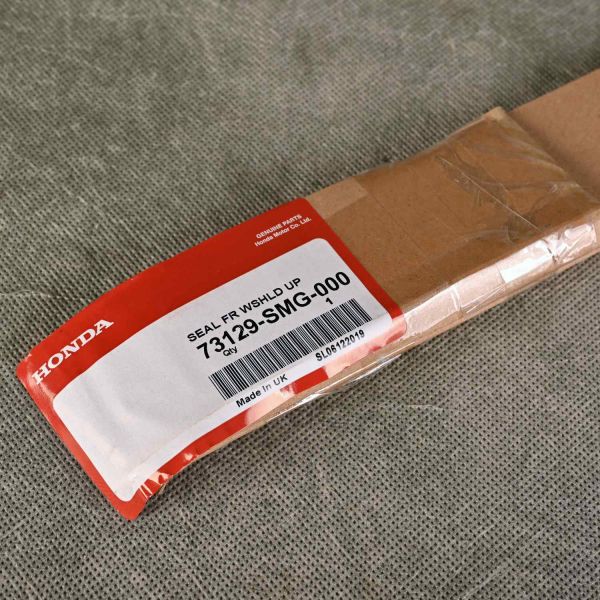 HONDA
GENUINE PARTS
Honda Motor Co. Ltd.
SEAL FR WSHLD UP
73129-SMG-000
Qty 1
Made In UK SL06122019